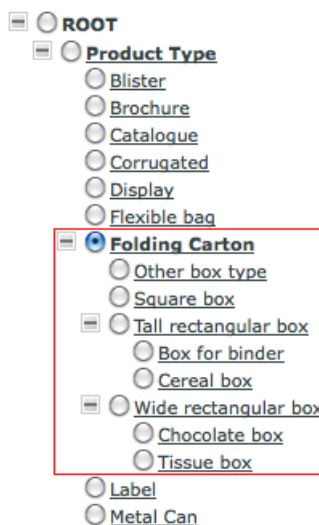 ROOT
Product Type
Blister
Brochure
Catalogue
Corrugated
Display
Flexible bag
Folding Carton
Other box type
Square box
Tall rectangular box
Box for binder
Cereal box
Wide rectangular box
Chocolate box
Tissue box
Label
Metal Can